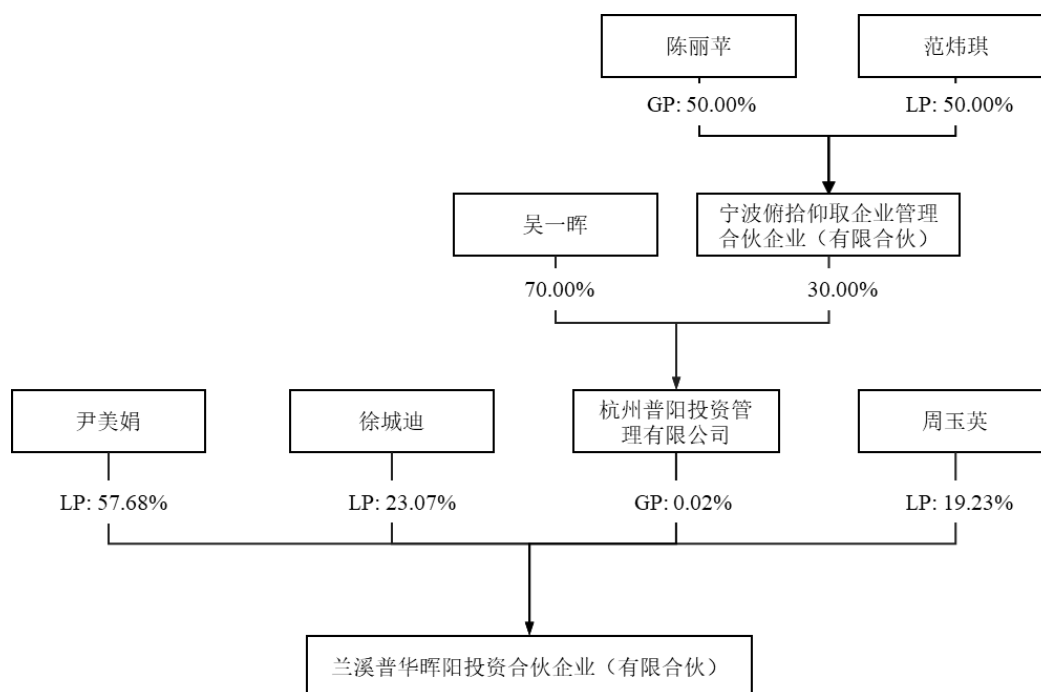 陈丽苹
范炜琪
GP: 50.00%
LP: 50.00%
吴一晖
宁波俯拾仰取企业管理
合伙企业（有限合伙）
70.00%
30.00%
尹美娟
徐城迪
杭州普阳投资管
理有限公司
周玉英
LP: 57.68%
LP: 23.07%
GP: 0.02%
LP: 19.23%
兰溪普华晖阳投资合伙企业（有限合伙）